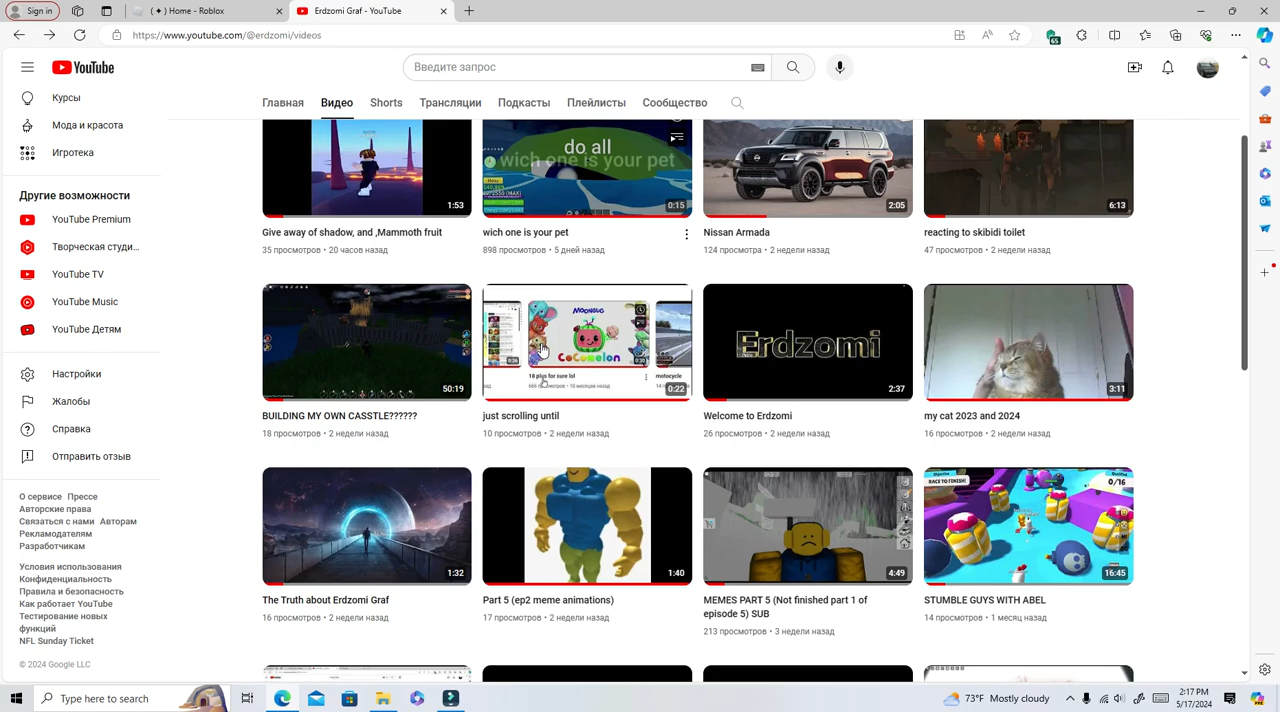 Sign in
( ✦ ) Home - Roblox
Erdzomi Graf - YouTube
https://www.youtube.com/@erdzomi/videos
65
YouTube
Введите запрос
Главная Видео Shorts Трансляции Подкасты Плейлисты Сообщество
Курсы
Мода и красота
Игротека
Другие возможности
YouTube Premium
Творческая студи...
YouTube TV
YouTube Music
YouTube Детям
Настройки
Жалобы
Справка
Отправить отзыв
О сервисе Прессе
Авторские права
Связаться с нами Авторам
Рекламодателям
Разработчикам
Условия использования
Конфиденциальность
Правила и безопасность
Как работает YouTube
Тестирование новых
функций
NFL Sunday Ticket
© 2024 Google LLC
1:53
Give away of shadow, and ,Mammoth fruit
35 просмотров • 20 часов назад
do all
wich one is your pet
0:15
wich one is your pet
898 просмотров • 5 дней назад
2:05
Nissan Armada
124 просмотра • 2 недели назад
6:13
reacting to skibidi toilet
47 просмотров • 2 недели назад
50:19
BUILDING MY OWN CASSTLE??????
18 просмотров • 2 недели назад
MOONBUG
COCOMELON
18 plus for sure lol
motocycle
0:22
just scrolling until
10 просмотров • 2 недели назад
Erdzomi
2:37
Welcome to Erdzomi
26 просмотров • 2 недели назад
3:11
my cat 2023 and 2024
16 просмотров • 2 недели назад
1:32
The Truth about Erdzomi Graf
16 просмотров • 2 недели назад
1:40
Part 5 (ep2 meme animations)
17 просмотров • 2 недели назад
4:49
MEMES PART 5 (Not finished part 1 of
episode 5) SUB
213 просмотров • 3 недели назад
RACE TO FINISH!
0/16
16:45
STUMBLE GUYS WITH ABEL
14 просмотров • 1 месяц назад
Type here to search
73°F Mostly cloudy
2:17 PM
5/17/2024